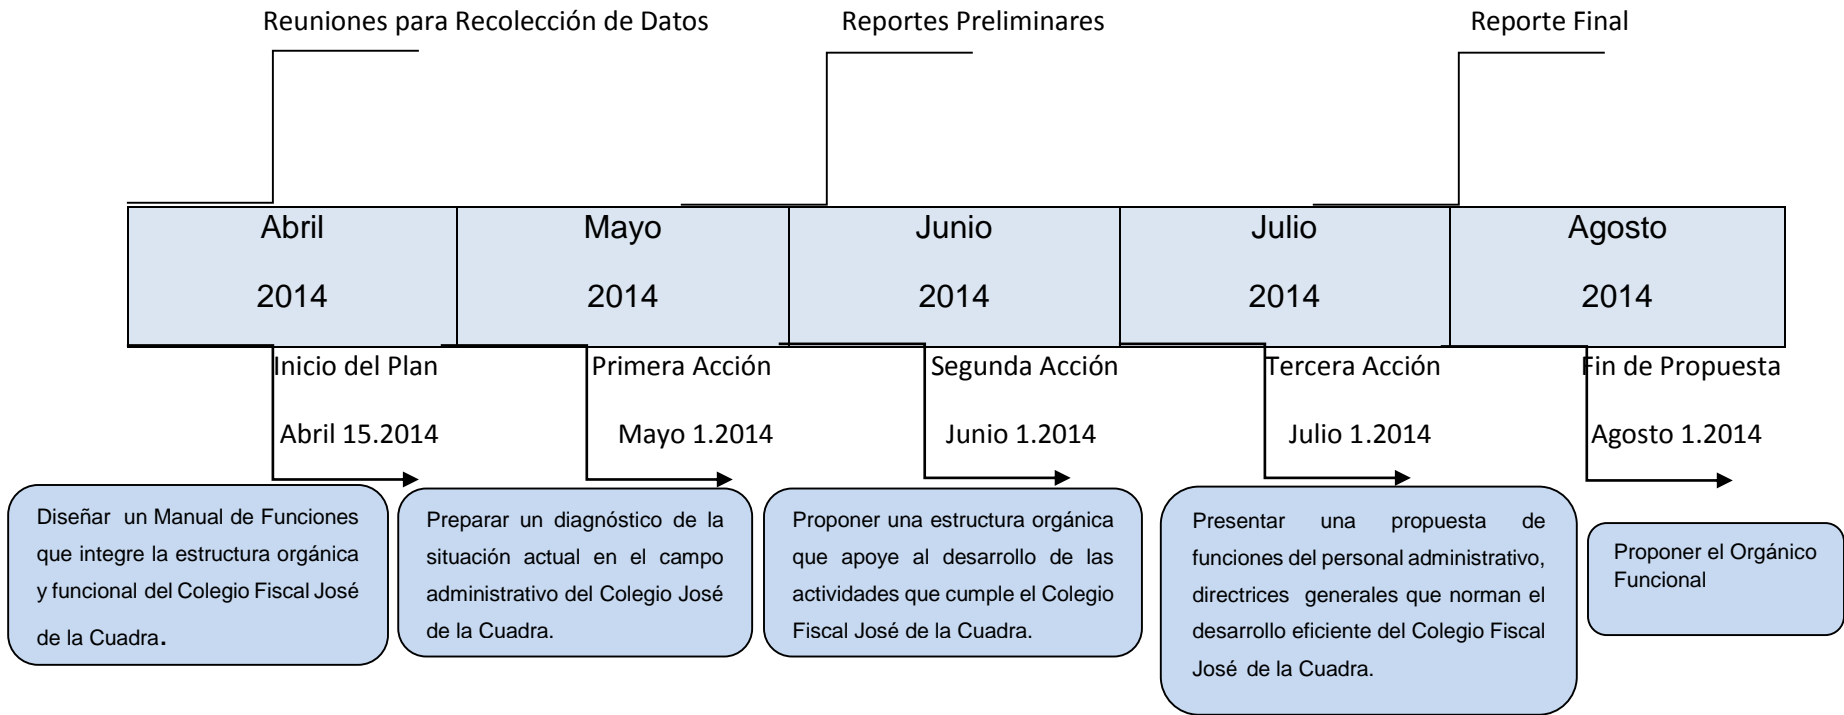 Reuniones para Recolección de Datos
Reportes Preliminares
Reporte Final
Abril
2014
Mayo
2014
Junio
2014
Julio
2014
Agosto
2014
Inicio del Plan
Abril 15.2014
Primera Acción
Mayo 1.2014
Segunda Acción
Junio 1.2014
Tercera Acción
Julio 1.2014
Fin de Propuesta
Agosto 1.2014
Diseñar un Manual de Funciones
que integre la estructura orgánica
y funcional del Colegio Fiscal José
de la Cuadra.
Preparar un diagnóstico de la
situación actual en el campo
administrativo del Colegio José
de la Cuadra.
Proponer una estructura orgánica
que apoye al desarrollo de las
actividades que cumple el Colegio
Fiscal José de la Cuadra.
Presentar una propuesta de
funciones del personal administrativo,
directrices generales que norman el
desarrollo eficiente del Colegio Fiscal
José de la Cuadra.
Proponer el Orgánico
Funcional